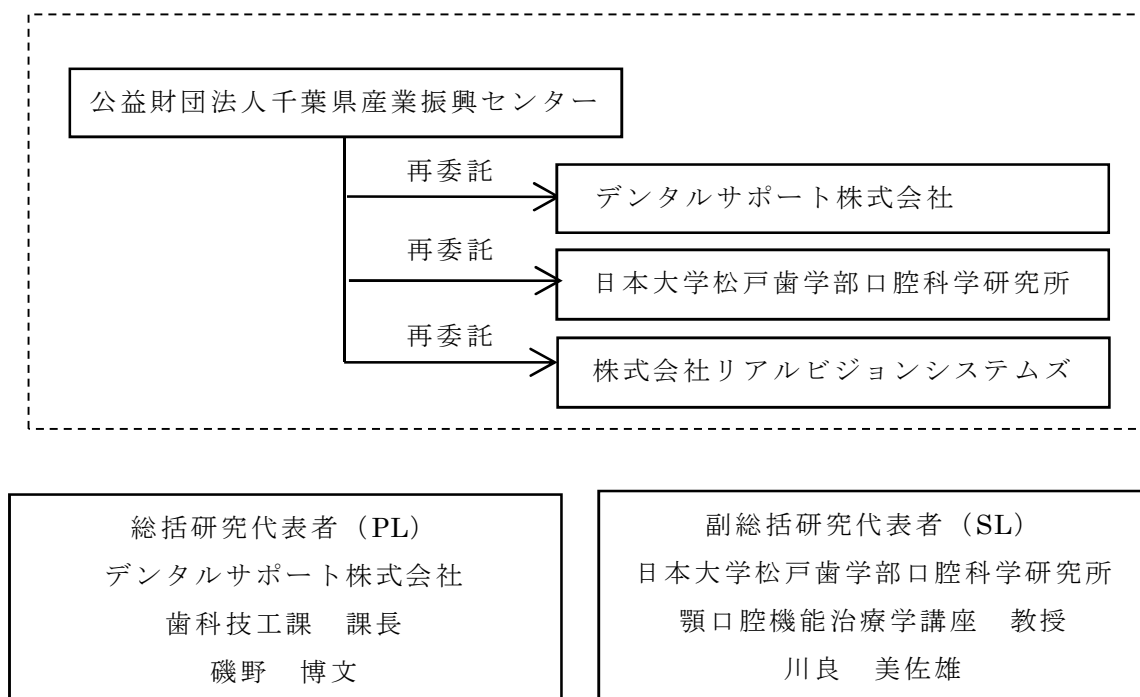 公益財団法人千葉県産業振興センター
再委託
デンタルサポート株式会社
再委託
日本大学松戸歯学部口腔科学研究所
再委託
株式会社リアルビジョンシステムズ
総括研究代表者（PL）
デンタルサポート株式会社
歯科技工課　課長
磯野　博文
副総括研究代表者（SL）
日本大学松戸歯学部口腔科学研究所
顎口腔機能治療学講座　教授
川良　美佐雄